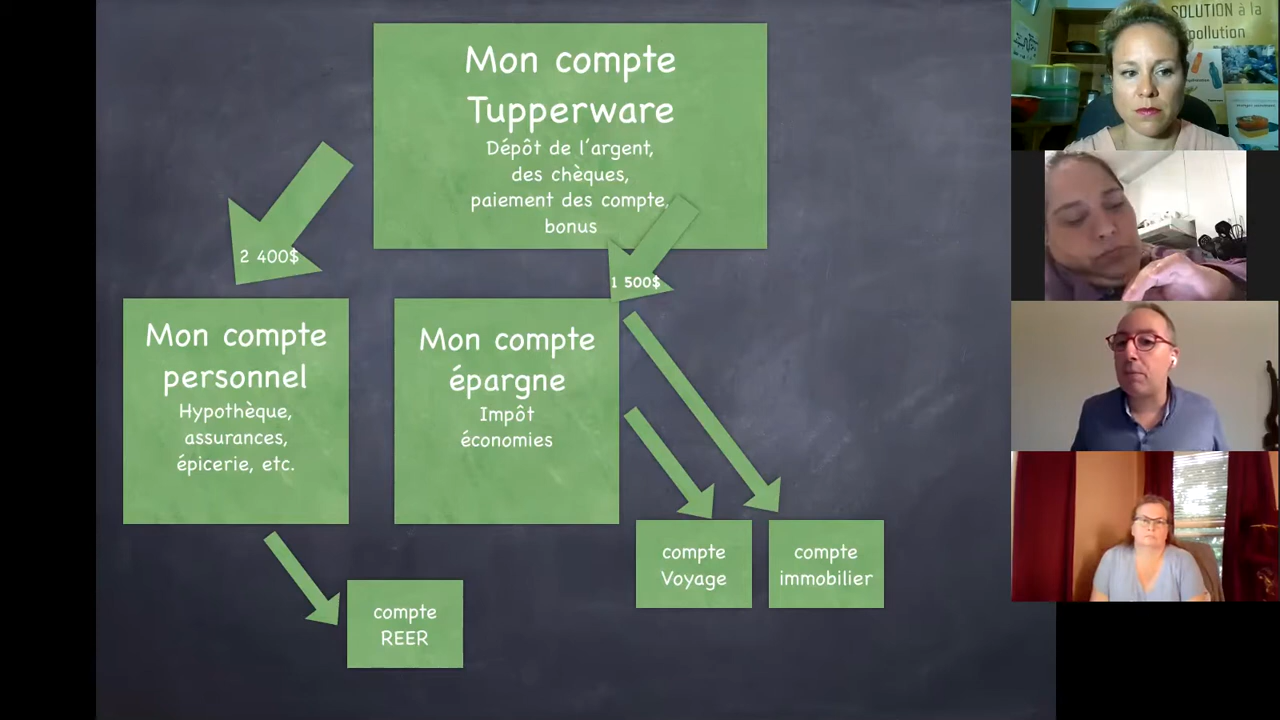 Mon compte
Tupperware
Dépôt de l'argent,
des chèques,
paiement des compte,
bonus
2 400$
1 500$
Mon compte
personnel
Hypothèque,
assurances,
épicerie, etc.
Mon compte
épargne
Impôt
économies
compte
Voyage
compte
immobilier
compte
REER
SOLUTION à la
pollution